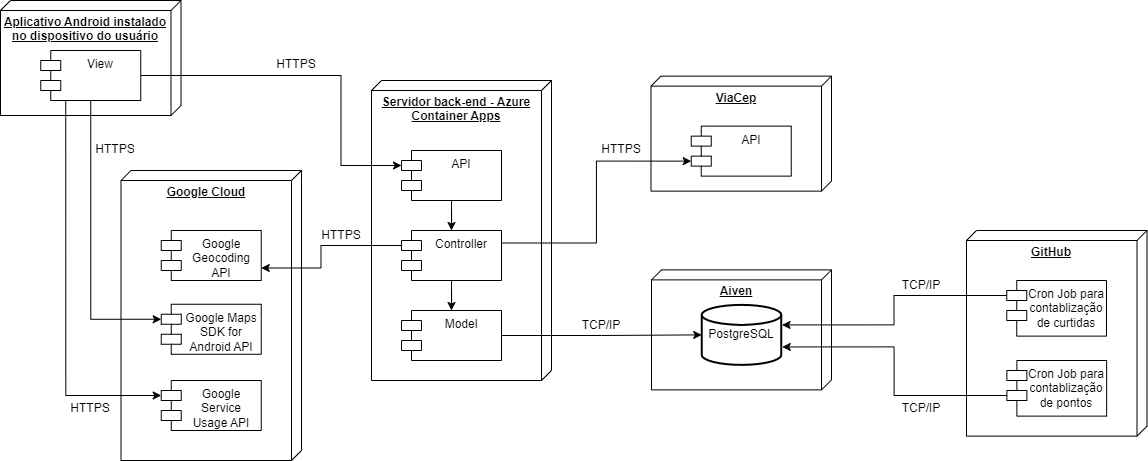 Aplicativo Android instalado
no dispositivo do usuário
View
HTTPS
HTTPS
HTTPS
Google Cloud
Google
Geocoding
API
Google Maps
SDK for
Android API
Google
Service
Usage API
HTTPS
Servidor back-end - Azure
Container Apps
API
Controller
Model
HTTPS
ViaCep
API
TCP/IP
Aiven
PostgreSQL
TCP/IP
TCP/IP
GitHub
Cron Job para
contablização
de curtidas
Cron Job para
contablização
de pontos